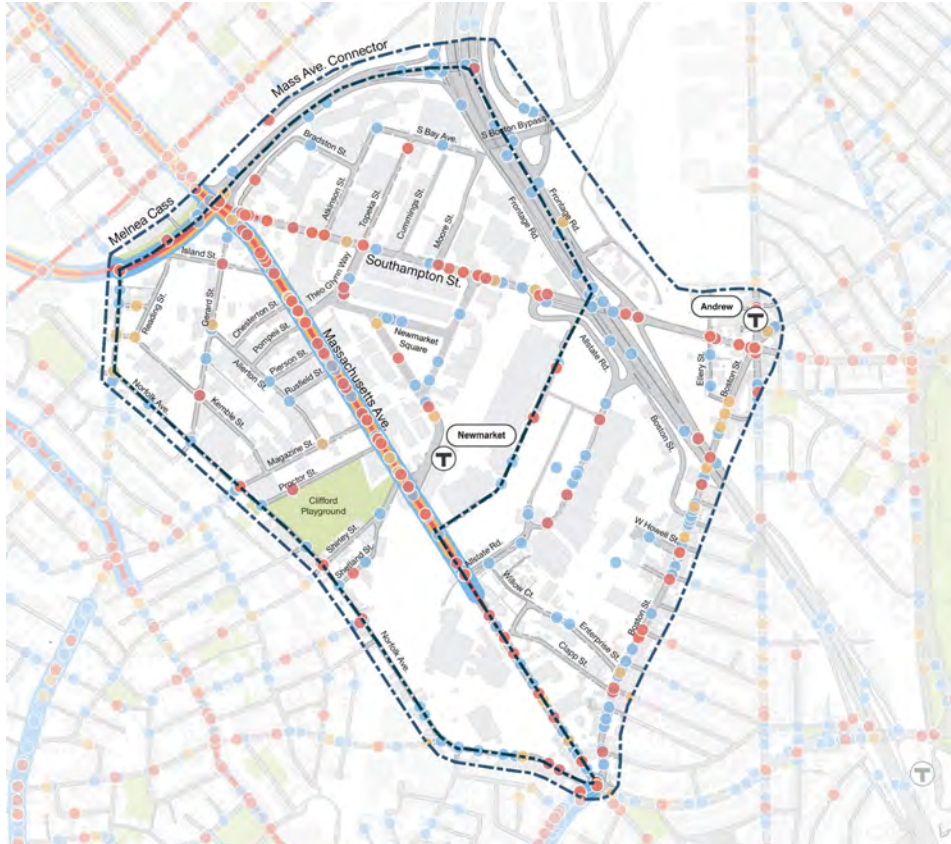 Mass Ave. Connector
S Boston Bypass
S Bay Ave.
Bradston St.
Atkinson St.
Topeka St.
Cummings St.
Moore St.
Frontage Rd.
Frontage Rd.
Melnea Cass
Island St.
Theo Glynn Way
Southampton St.
Reading St.
Gerard St.
Chesterton St.
Pompeii St.
Pierson St.
Allerton St.
Rusfield St.
Massachusetts Ave
Newmarket
Square
Andrew
T
Ellery St.
Boston St.
Allstate Rd.
Norfolk Ave.
Kemble St.
Magazine St.
Proctor St.
Newmarket
T
Boston St.
Clifford
Playground
Shirley St.
Shetland St.
Allstate Rd.
W Howell St.
Willow Ct.
Enterprise St.
Clapp St.
Boston St.
Norfolk Ave.
T